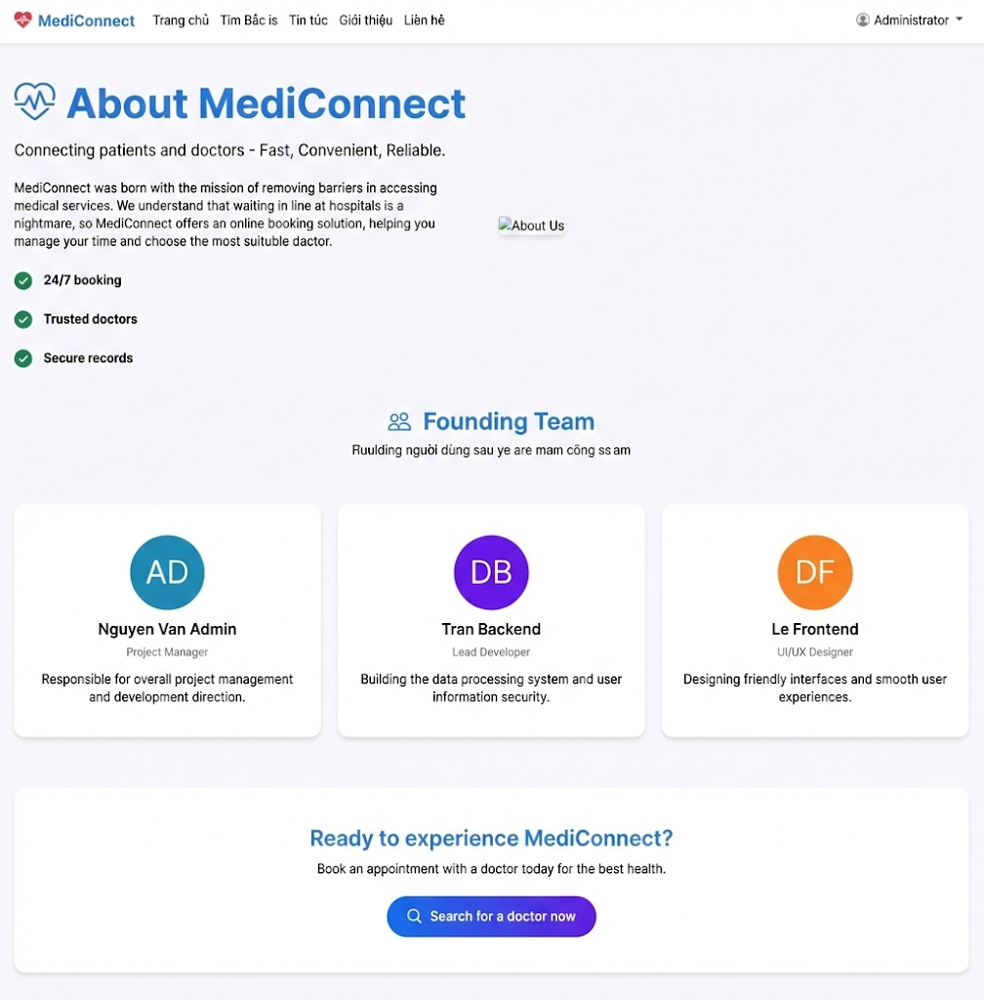 MediConnect
Trang chủ
Tim Bắc is
Tin túc
Giói thiệu
Liên hê
Administrator
About MediConnect
Connecting patients and doctors - Fast, Convenient, Reliable.
MediConnect was born with the mission of removing barriers in accessing
medical services. We understand that waiting in line at hospitals is a
nightmare, so MediConnect offers an online booking solution, helping you
manage your time and choose the most suituble dactor.
About Us
24/7 booking
Trusted doctors
Secure records
Founding Team
Ruulding nguời dùng sau ye are mam công ss am
AD
Nguyen Van Admin
Project Manager
Responsible for overall project management
and development direction.
DB
Tran Backend
Lead Developer
Building the data processing system and user
information security.
DF
Le Frontend
UI/UX Designer
Designing friendly interfaces and smooth user
experiences.
Ready to experience MediConnect?
Book an appointment with a doctor today for the best health.
Search for a doctor now